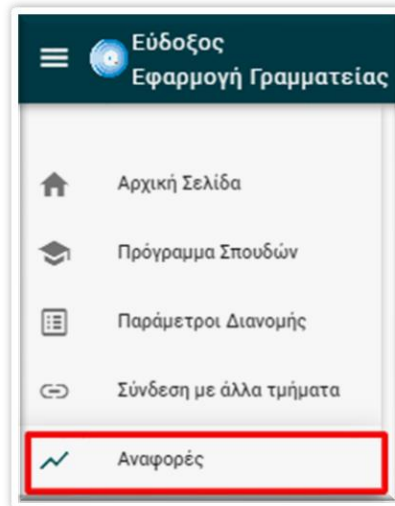 Εύδοξος
Εφαρμογή Γραμματείας
Αρχική Σελίδα
Πρόγραμμα Σπουδών
Παράμετροι Διανομής
Σύνδεση με άλλα τμήματα
Αναφορές